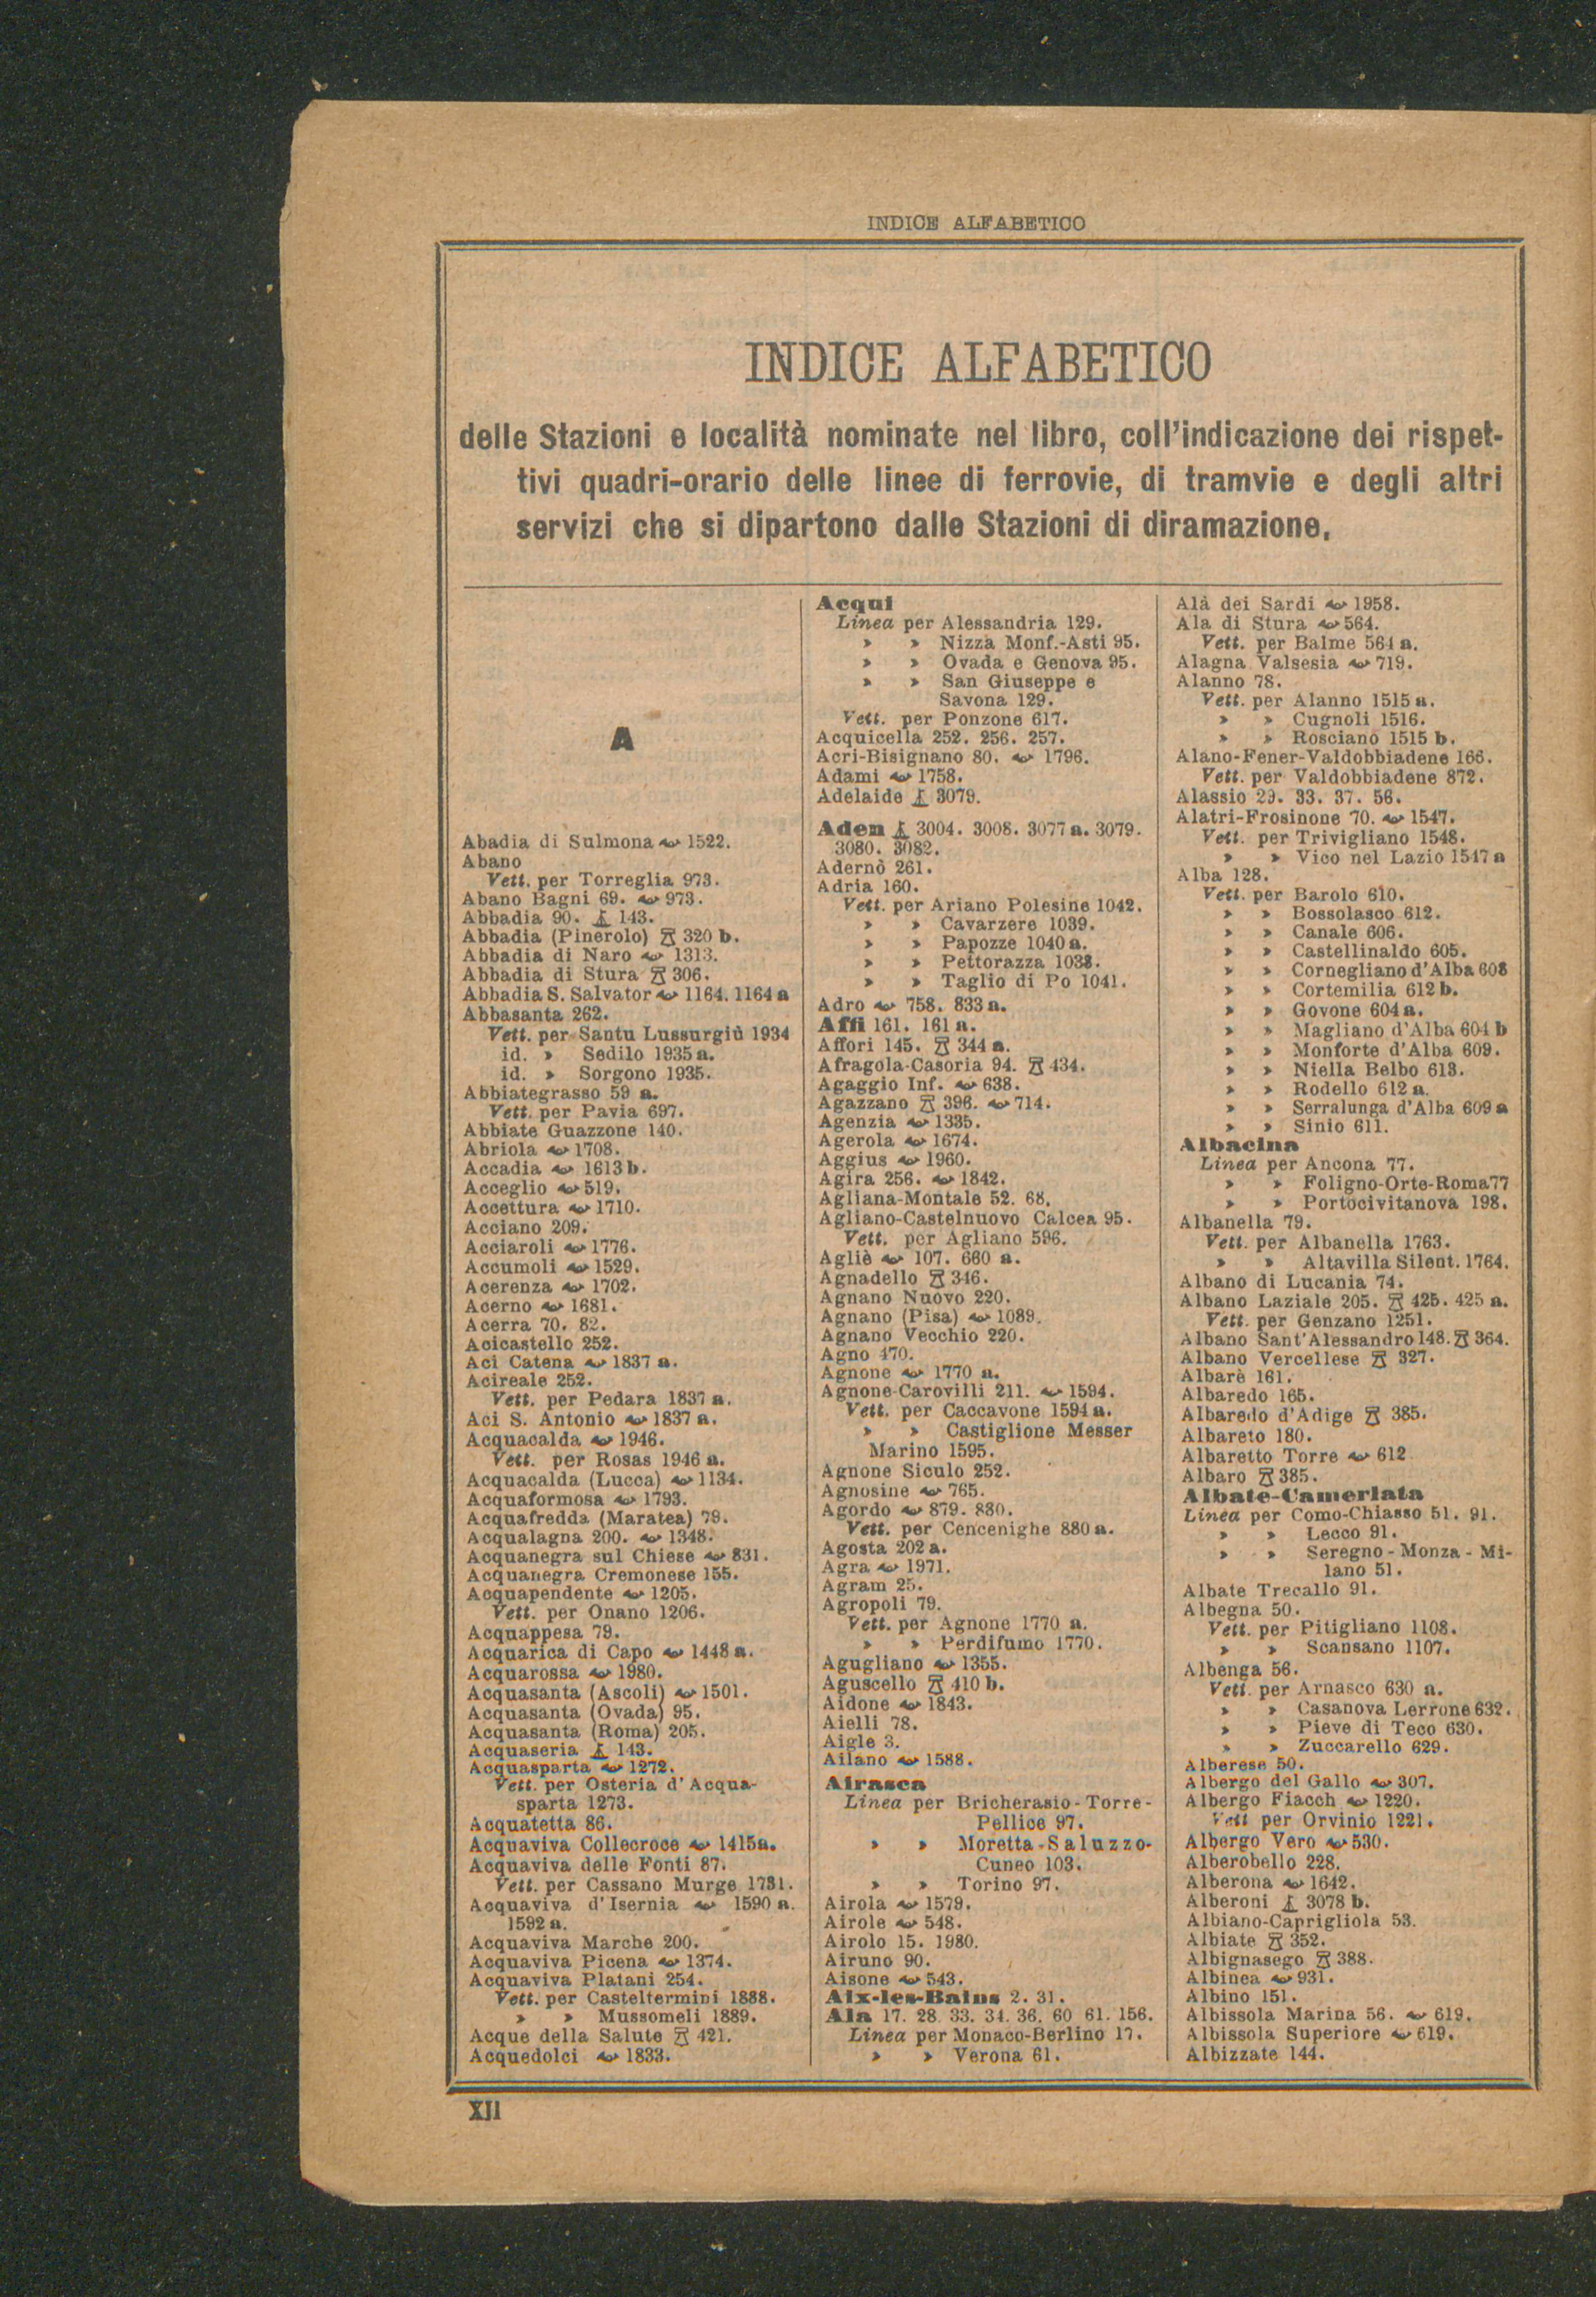 INDICE ALFABETICO
INDICE ALFABETICO
delle Stazioni e località nominate nel libro, coll'indicazione dei rispet-
tivi quadri-orario delle linee di ferrovie, di tramvie e degli altri
servizi che si dipartono dalle Stazioni di diramazione.
A
Abadia di Sulmona 1522.
Abano
Vett. per Torreglia 973.
Abano Bagni 69. 973.
Abbadia 90. 143.
Abbadia (Pinerolo) 320 b.
Abbadia di Naro 1313.
Abbadia di Stura 306.
Abbadia S. Salvator 1164. 1164 a
Abbasanta 262.
Vett. per Santu Lussurgiù 1934
id. » Sedilo 1935 a.
id. » Sorgono 1935.
Abbiategrasso 59 a.
Vett. per Pavia 697.
Abbiate Guazzone 140.
Abriola 1708.
Accadia 1613 b.
Acceglio 519.
Accettura 1710.
Acciano 209.
Acciaroli 1776.
Accumoli 1529.
Acerenza 1702.
Acerno 1681.
Acerra 70. 82.
Acicastello 252.
Aci Catena 1837 a.
Acireale 252.
Vett. per Pedara 1837 a.
Aci S. Antonio 1837 a.
Acquacalda 1946.
Vett. per Rosas 1946 a.
Acquacalda (Lucca) 1134.
Acquaformosa 1793.
Acquafredda (Maratea) 79.
Acqualagna 200. 1348.
Acquanegra sul Chiese 831.
Acquanegra Cremonese 155.
Acquapendente 1205.
Vett. per Onano 1206.
Acquappesa 79.
Acquarica di Capo 1448 a.
Acquarossa 1980.
Acquasanta (Ascoli) 1501.
Acquasanta (Ovada) 95.
Acquasanta (Roma) 205.
Acquaseria 143.
Acquasparta 1272.
Vett. per Osteria d'Acqua-
sparta 1273.
Acquatetta 86.
Acquaviva Collecroce 1415a.
Acquaviva delle Fonti 87.
Vett. per Cassano Murge 1731.
Acquaviva d'Isernia 1590 a.
1592 a.
Acquaviva Marche 200.
Acquaviva Picena 1374.
Acquaviva Platani 254.
Vett. per Casteltermini 1888.
» » Mussomeli 1889.
Acque della Salute 421.
Acquedolci 1833.
Acqui
Linea per Alessandria 129.
» » Nizza Monf.-Asti 95.
» » Ovada e Genova 95.
» » San Giuseppe e
Savona 129.
Vett. per Ponzone 617.
Acquicella 252. 256. 257.
Acri-Bisignano 80. 1796.
Adami 1758.
Adelaide 3079.
Aden 3004. 3008. 3077 a. 3079.
3080. 3082.
Adernò 261.
Adria 160.
Vett. per Ariano Polesine 1042.
» » Cavarzere 1039.
» » Papozze 1040 a.
» » Pettorazza 1038.
» » Taglio di Po 1041.
Adro 758. 833 a.
Affi 161. 161 a.
Affori 145. 344 a.
Afragola-Casoria 94. 434.
Agaggio Inf. 638.
Agazzano 396. 714.
Agenzia 1335.
Agerola 1674.
Aggius 1960.
Agira 256. 1842.
Agliana-Montale 52. 68.
Agliano-Castelnuovo Calcea 95.
Vett. per Agliano 596.
Agliè 107. 660 a.
Agnadello 346.
Agnano Nuovo 220.
Agnano (Pisa) 1089.
Agnano Vecchio 220.
Agno 470.
Agnone 1770 a.
Agnone-Carovilli 211. 1594.
Vett. per Caccavone 1594 a.
» » Castiglione Messer
Marino 1595.
Agnone Siculo 252.
Agnosine 765.
Agordo 879. 880.
Vett. per Cencenighe 880 a.
Agosta 202 a.
Agra 1971.
Agram 25.
Agropoli 79.
Vett. per Agnone 1770 a.
» » Perdifumo 1770.
Agugliano 1355.
Aguscello 410 b.
Aidone 1843.
Aielli 78.
Aigle 3.
Ailano 1588.
Airasca
Linea per Bricherasio-Torre-
Pellice 97.
» » Moretta-Saluzzo-
Cuneo 103.
» » Torino 97.
Airola 1579.
Airole 548.
Airolo 15. 1980.
Airuno 90.
Aisone 543.
Aix-les-Bains 2. 31.
Ala 17. 28. 33. 34. 36. 60 61. 156.
Linea per Monaco-Berlino 17.
» » Verona 61.
Alà dei Sardi 1958.
Ala di Stura 564.
Vett. per Balme 564 a.
Alagna Valsesia 719.
Alanno 78.
Vett. per Alanno 1515 a.
» » Cugnoli 1516.
» » Rosciano 1515 b.
Alano-Fener-Valdobbiadene 166.
Vett. per Valdobbiadene 872.
Alassio 29. 33. 37. 56.
Alatri-Frosinone 70. 1547.
Vett. per Trivigliano 1548.
» » Vico nel Lazio 1547 a
Alba 128.
Vett. per Barolo 610.
» » Bossolasco 612.
» » Canale 606.
» » Castellinaldo 605.
» » Cornegliano d'Alba 608
» » Cortemilia 612 b.
» » Govone 604 a.
» » Magliano d'Alba 604 b
» » Monforte d'Alba 609.
» » Niella Belbo 613.
» » Rodello 612 a.
» » Serralunga d'Alba 609 a
» » Sinio 611.
Albacina
Linea per Ancona 77.
» » Foligno-Orte-Roma 77
» » Portocivitanova 198.
Albanella 79.
Vett. per Albanella 1763.
» » Altavilla Silent. 1764.
Albano di Lucania 74.
Albano Laziale 205. 425. 425 a.
Vett. per Genzano 1251.
Albano Sant'Alessandro 148. 364.
Albano Vercellese 327.
Albarè 161.
Albaredo 165.
Albaredo d'Adige 385.
Albareto 180.
Albaretto Torre 612
Albaro 385.
Albate-Camerlata
Linea per Como-Chiasso 51. 91.
» » Lecco 91.
» » Seregno-Monza-Mi-
lano 51.
Albate Trecallo 91.
Albegna 50.
Vett. per Pitigliano 1108.
» » Scansano 1107.
Albenga 56.
Vett. per Arnasco 630 a.
» » Casanova Lerrone 632.
» » Pieve di Teco 630.
» » Zuccarello 629.
Alberese 50.
Albergo del Gallo 307.
Albergo Fiacch 1220.
Vett per Orvinio 1221.
Albergo Vero 530.
Alberobello 228.
Alberona 1642.
Alberoni 3078 b.
Albiano-Caprigliola 53.
Albiate 352.
Albignasego 388.
Albinea 931.
Albino 151.
Albissola Marina 56. 619.
Albissola Superiore 619.
Albizzate 144.
XII